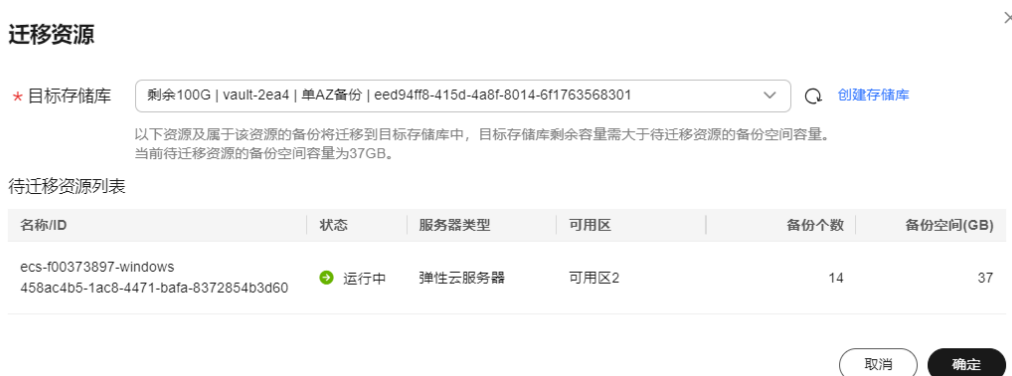 迁移资源
* 目标存储库 剩余100G | vault-2ea4 | 单AZ备份 | eed94ff8-415d-4a8f-8014-6f1763568301 创建存储库
以下资源及属于该资源的备份将迁移到目标存储库中，目标存储库剩余容量需大于待迁移资源的备份空间容量。
当前待迁移资源的备份空间容量为37GB。
待迁移资源列表
名称/ID 状态 服务器类型 可用区 备份个数 备份空间(GB)
ecs-f00373897-windows
458ac4b5-1ac8-4471-bafa-8372854b3d60 运行中 弹性云服务器 可用区2 14 37
取消 确定